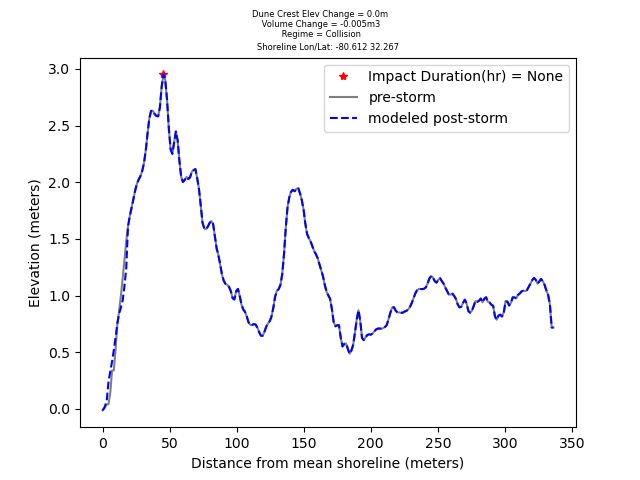 Dune Crest Elev Change = 0.0m
Volume Change = -0.005m3
Regime = Collision
Shoreline Lon/Lat: -80.612 32.267
Impact Duration(hr) = None
pre-storm
modeled post-storm
Elevation (meters)
3.0
2.5
2.0
1.5
1.0
0.5
0.0
0 50 100 150 200 250 300 350
Distance from mean shoreline (meters)